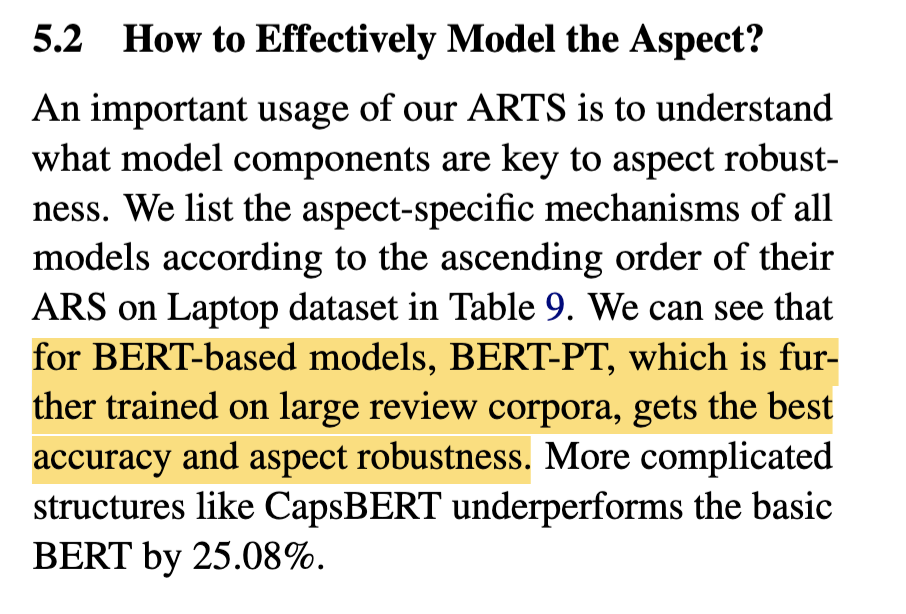 5.2 How to Effectively Model the Aspect?
An important usage of our ARTS is to understand
what model components are key to aspect robust-
ness. We list the aspect-specific mechanisms of all
models according to the ascending order of their
ARS on Laptop dataset in Table 9. We can see that
for BERT-based models, BERT-PT, which is fur-
ther trained on large review corpora, gets the best
accuracy and aspect robustness. More complicated
structures like CapsBERT underperforms the basic
BERT by 25.08%.